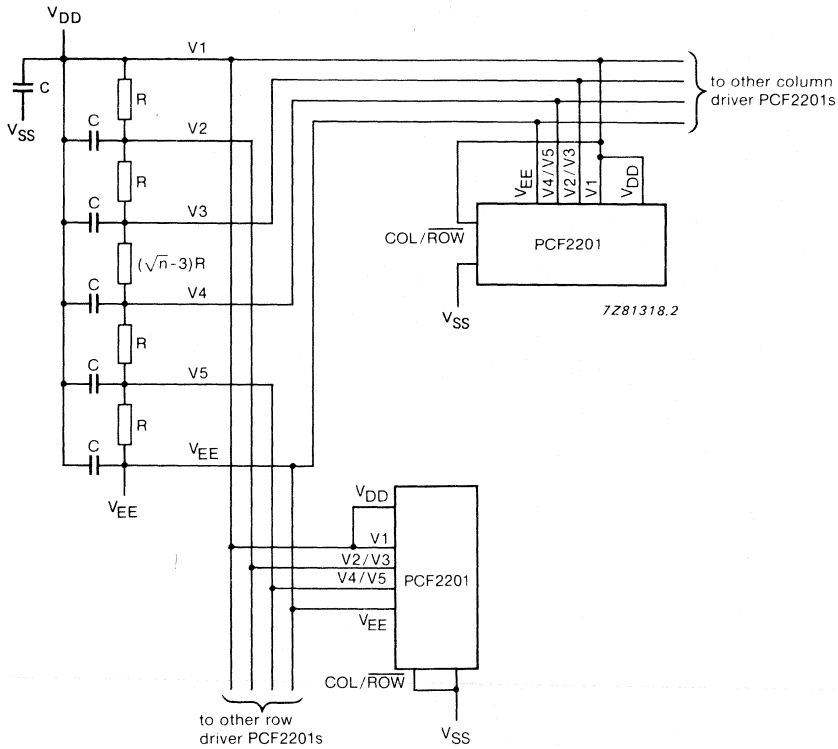 VDD
V1
C
VSS
R
C
V2
R
C
V3
(√n-3)R
C
V4
R
C
V5
R
C
VEE
VEE
to other column
driver PCF2201s
VEE
V4/V5
V2/V3
V1
VDD
COL/ROW
PCF2201
VSS
7Z81318.2
VDD
V1
V2/V3
V4/V5
PCF2201
VEE
COL/ROW
VSS
to other row
driver PCF2201s